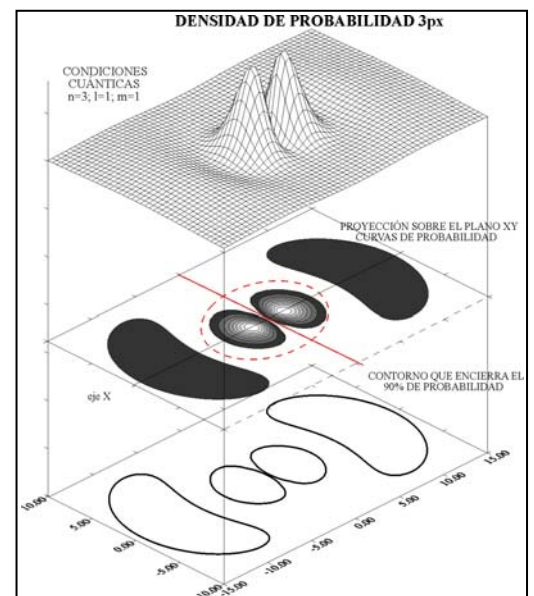 DENSIDAD DE PROBABILIDAD 3px
CONDICIONES
CUÁNTICAS
n=3; l=1; m=1
PROYECCIÓN SOBRE EL PLANO XY
CURVAS DE PROBABILIDAD
CONTORNO QUE ENCIERRA EL
90% DE PROBABILIDAD
eje X
10.00
5.00
0.00
-5.00
-10.00
-15.00
-10.00
-5.00
0.00
5.00
10.00
15.00